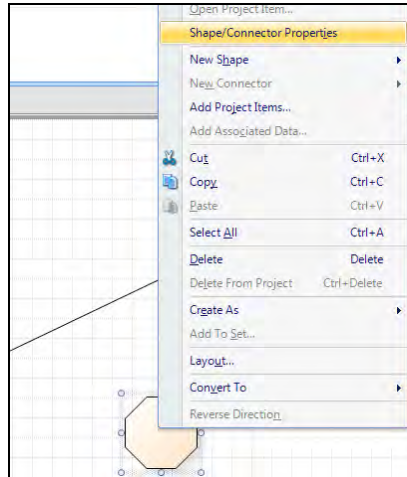 Open Project Item...
Shape/Connector Properties
New Shape
New Connector
Add Project Items...
Add Associated Data...
Cut Ctrl+X
Copy Ctrl+C
Paste Ctrl+V
Select All Ctrl+A
Delete Delete
Delete From Project Ctrl+Delete
Create As
Add To Set...
Layout...
Convert To
Reverse Direction